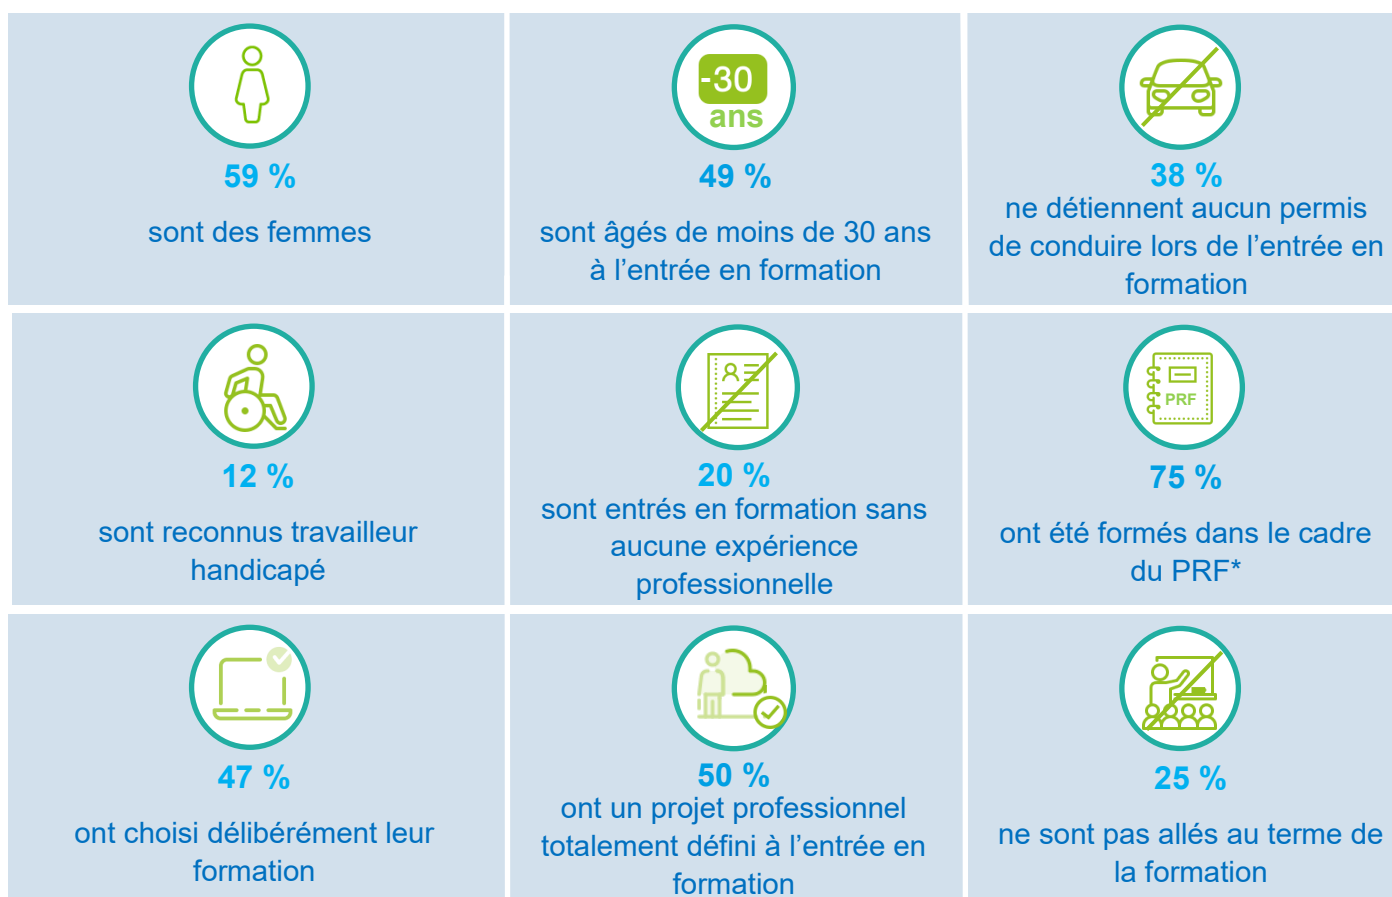 -30
ans
59 %
sont des femmes
49 %
sont âgés de moins de 30 ans
à l’entrée en formation
38 %
ne détiennent aucun permis
de conduire lors de l’entrée en
formation
12 %
sont reconnus travailleur
handicapé
20 %
sont entrés en formation sans
aucune expérience
professionnelle
PRF
75 %
ont été formés dans le cadre
du PRF*
47 %
ont choisi délibérément leur
formation
50 %
ont un projet professionnel
totalement défini à l’entrée en
formation
25 %
ne sont pas allés au terme de
la formation